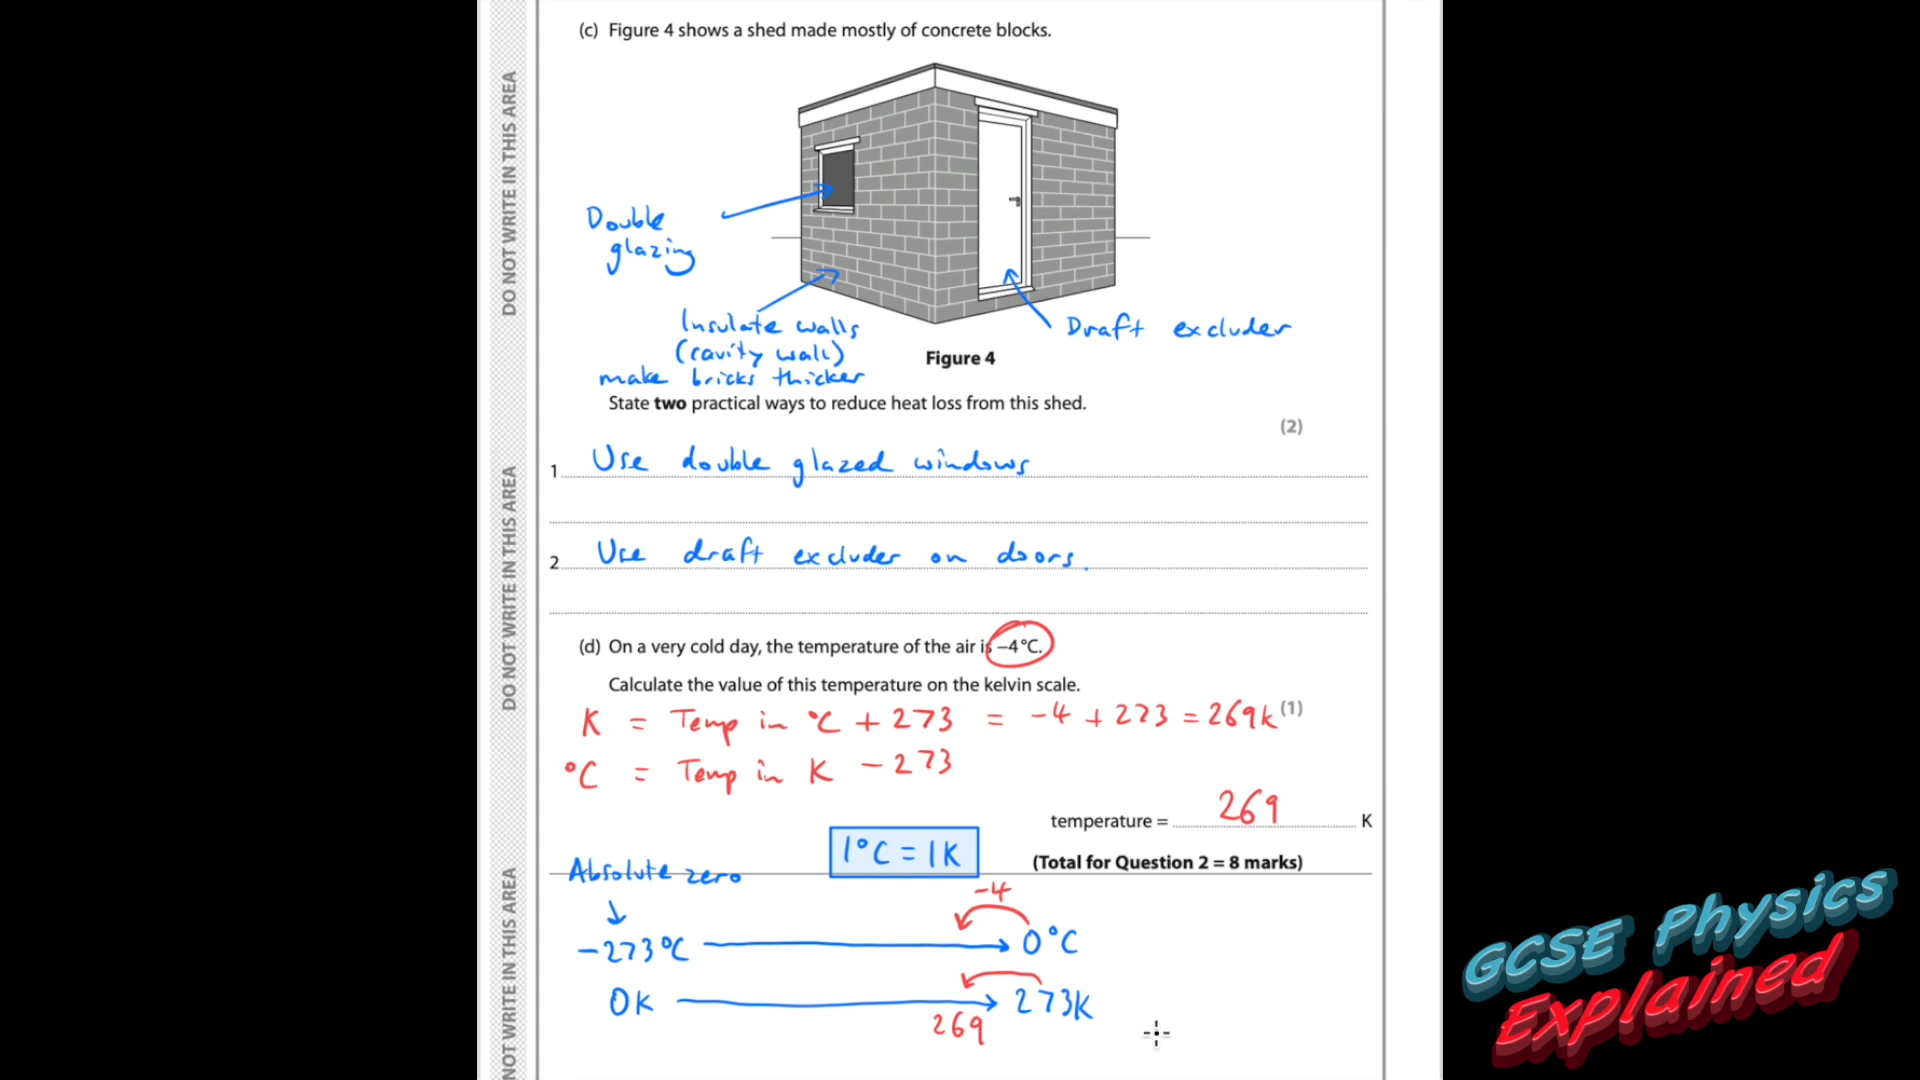 (c) Figure 4 shows a shed made mostly of concrete blocks.
DO NOT WRITE IN THIS AREA
Double
glazing
Insulate walls
(cavity wall)
make bricks thicker
Draft excluder
Figure 4
State two practical ways to reduce heat loss from this shed.
(2)
1 Use double glazed windows
2 Use draft excluder on doors.
DO NOT WRITE IN THIS AREA
(d) On a very cold day, the temperature of the air is –4°C.
Calculate the value of this temperature on the kelvin scale.
K = Temp in °C + 273 = -4 + 273 = 269K (1)
°C = Temp in K - 273
temperature = 269 K
1°C = 1K
(Total for Question 2 = 8 marks)
Absolute zero
-4
-273°C 0°C
0K 273K
269
NOT WRITE IN THIS AREA
GCSE Physics
Explained